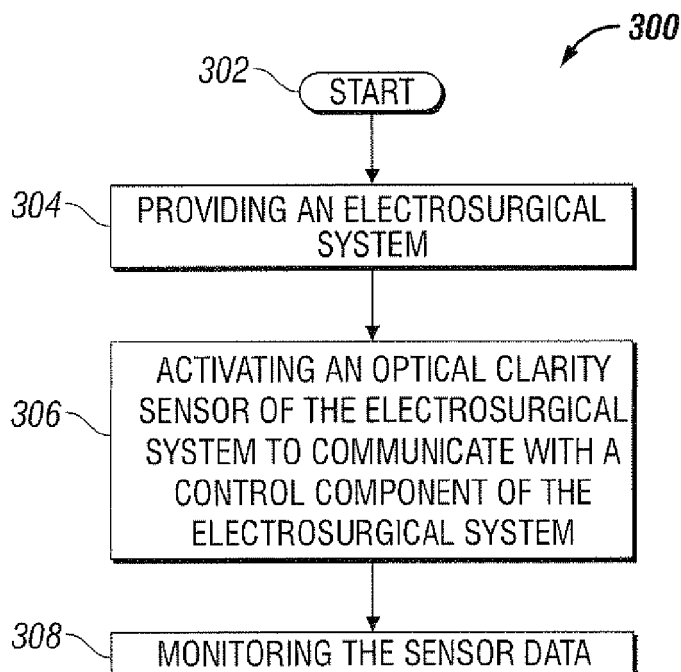 300
302
START
304
PROVIDING AN ELECTROSURGICAL
SYSTEM
306
ACTIVATING AN OPTICAL CLARITY
SENSOR OF THE ELECTROSURGICAL
SYSTEM TO COMMUNICATE WITH A
CONTROL COMPONENT OF THE
ELECTROSURGICAL SYSTEM
308
MONITORING THE SENSOR DATA